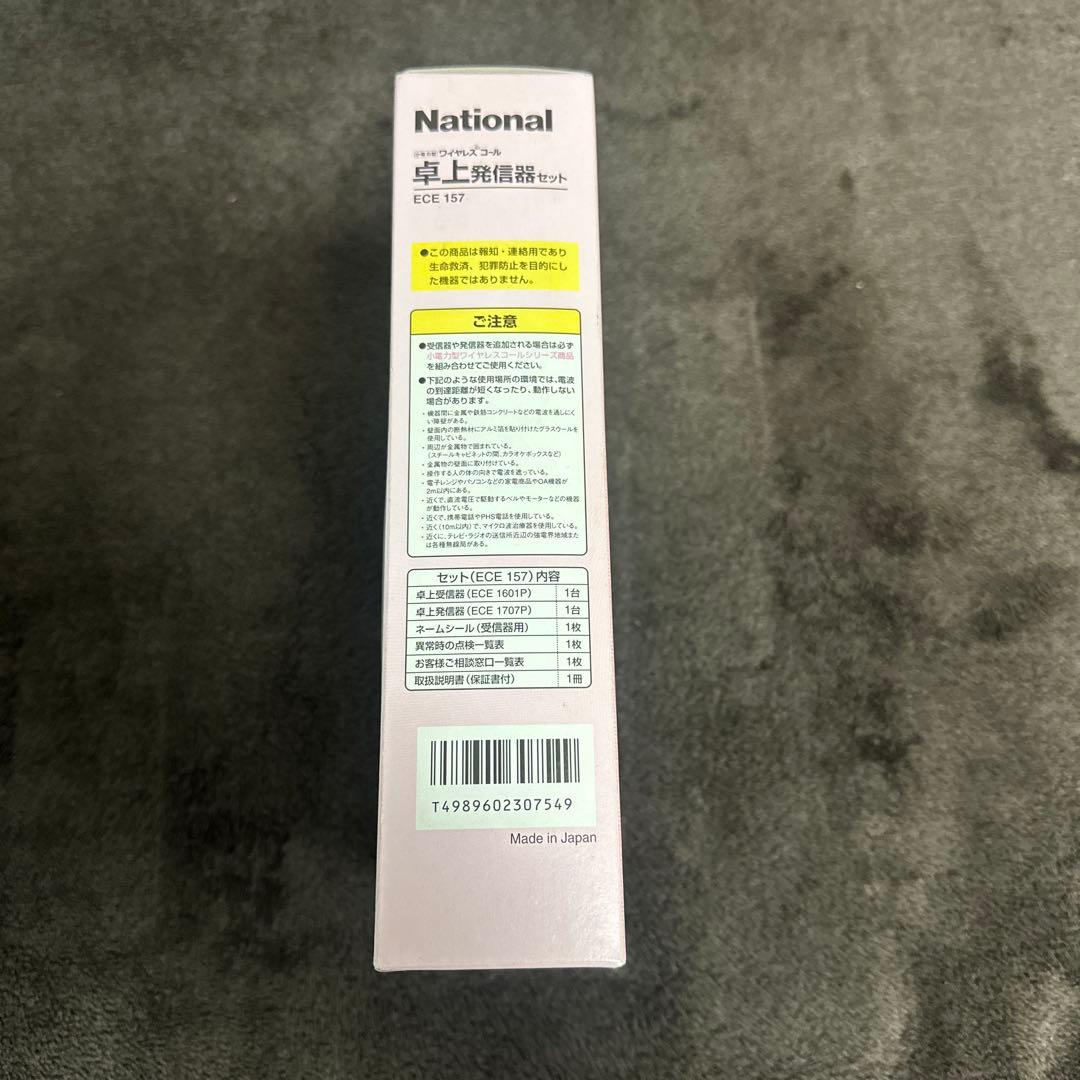 National
小電力型 ワイヤレスコール
卓上発信器セット
ECE 157
●この商品は報知・連絡用であり
生命救済、犯罪防止を目的にし
た機器ではありません。
ご注意
●受信器や発信器を追加される場合は必ず
小電力型ワイヤレスコールシリーズ商品
を組み合わせてご使用ください。
●下記のような使用場所の環境では、電波
の到達距離が短くなったり、動作しない
場合があります。
・機器間に金属や鉄筋コンクリートなどの電波を通しにく
い障壁がある。
・壁面内の断熱材にアルミ箔を貼り付けたグラスウールを
使用している。
・周辺が金属物で囲まれている。
(スチールキャビネットの間、カラオケボックスなど)
・金属物の壁面に取り付けている。
・操作する人の体の向きで電波を遮っている。
・電子レンジやパソコンなどの家電商品やOA機器が
2m以内にある。
・近くで、直流電圧で駆動するベルやモーターなどの機器
が動作している。
・近くで、携帯電話やPHS電話を使用している。
・近く(10m以内)で、マイクロ波治療器を使用している。
・近くに、テレビ・ラジオの送信所近辺の強電界地域また
は各種無線局がある。
セット(ECE 157)内容
卓上受信器(ECE 1601P) 1台
卓上発信器(ECE 1707P) 1台
ネームシール(受信器用) 1枚
異常時の点検一覧表 1枚
お客様ご相談窓口一覧表 1枚
取扱説明書(保証書付) 1冊
T4989602307549
Made in Japan